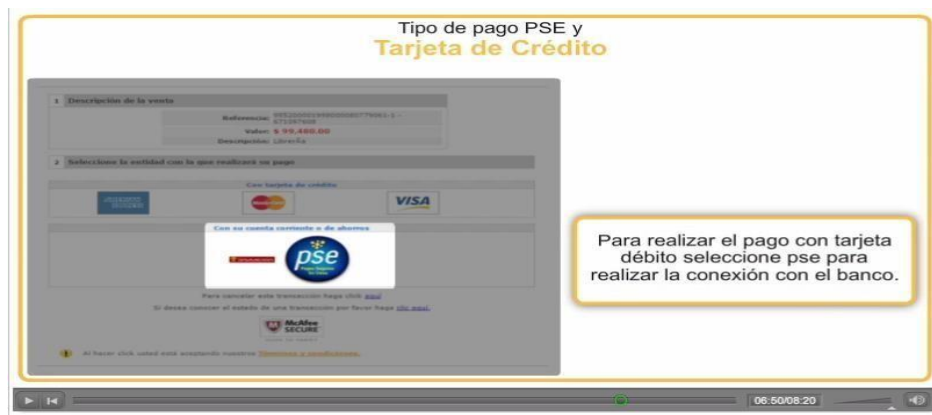 Tipo de pago PSE y
Tarjeta de Crédito
1 Descripción de la venta
Referencia:
Valor: $ 99,480.00
Descripción: Librería
2 Seleccione la entidad con la que realizará su pago
Con tarjeta de crédito
AMERICAN EXPRESS
MasterCard
VISA
Con su cuenta corriente o de ahorros
pse
Para cancelar este transacción haga click aquí
Si desea conocer el estado de una transacción por favor haga clic aquí.
McAfee
SECURE
Al hacer click usted está aceptando nuestros Términos y condiciones.
Para realizar el pago con tarjeta
débito seleccione pse para
realizar la conexión con el banco.
06:50/08:20